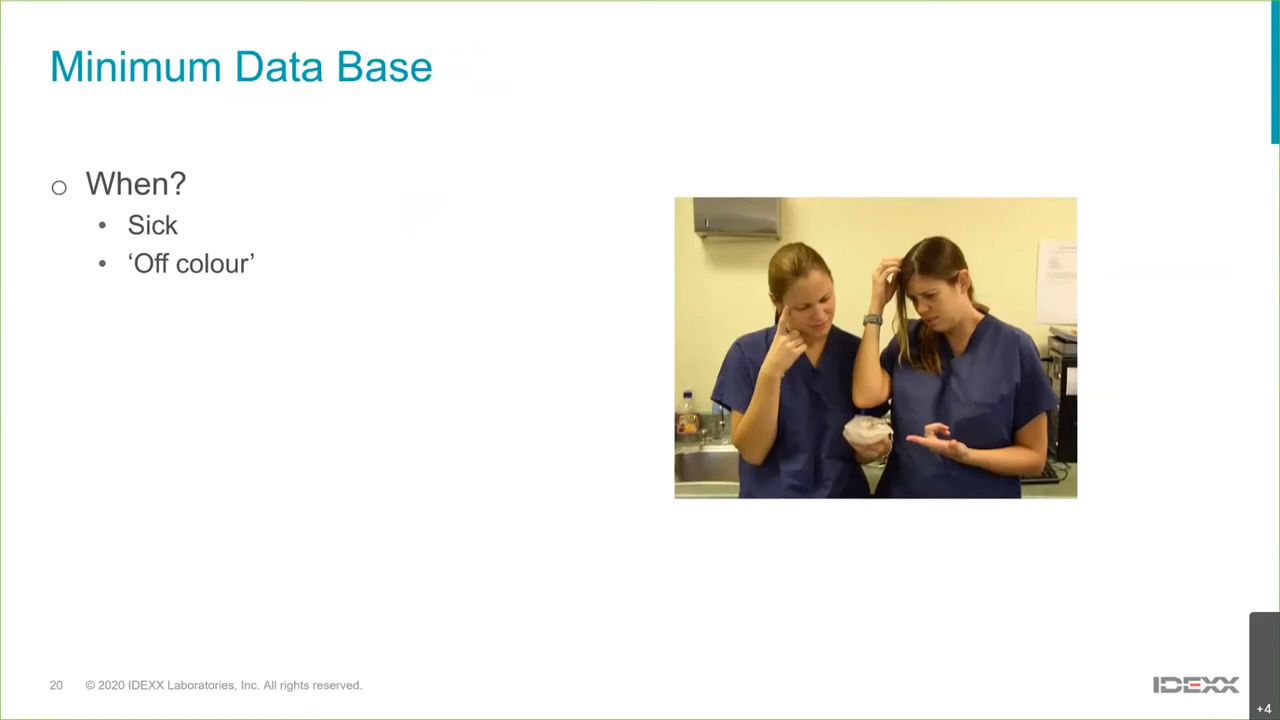 Minimum Data Base
When?
Sick
‘Off colour’
20 © 2020 IDEXX Laboratories, Inc. All rights reserved.
IDEXX
+4